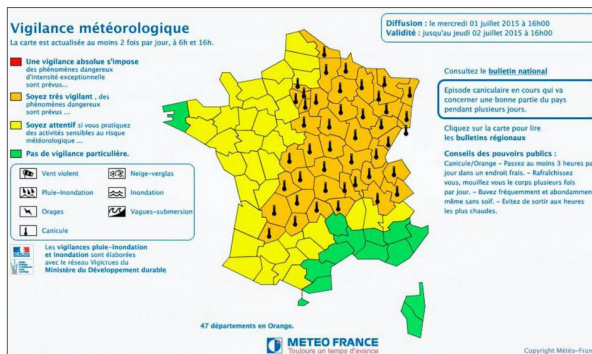 Vigilance météorologique
La carte est actualisée au moins 2 fois par jour, à 6h et 16h.
Une vigilance absolue s'impose
des phénomènes dangereux
d'intensité exceptionnelle
sont prévus ...
Soyez très vigilant , des
phénomènes dangereux
sont prévus ...
Soyez attentif si vous pratiquez
des activités sensibles au risque
météorologique ...
Pas de vigilance particulière.
Vent violent
Neige-verglas
Pluie-Inondation
Inondation
Orages
Vagues-submersion
Canicule
Les vigilances pluie-inondation
et inondation sont élaborées
avec le réseau Vigicrues du
Ministère du Développement durable
47 départements en Orange.
METEO FRANCE
Toujours un temps d'avance
Diffusion : le mercredi 01 juillet 2015 à 16h00
Validité : jusqu'au jeudi 02 juillet 2015 à 16h00
Consultez le bulletin national
Episode caniculaire en cours qui va
concerner une bonne partie du pays
pendant plusieurs jours.
Cliquez sur la carte pour lire
les bulletins régionaux
Conseils des pouvoirs publics :
Canicule/Orange - Passez au moins 3 heures pa
jour dans un endroit frais. - Rafraîchissez
vous, mouillez vous le corps plusieurs fois
par jour. - Buvez fréquemment et abondammen
même sans soif. - Evitez de sortir aux heures
les plus chaudes.
Copyright Météo-Fran